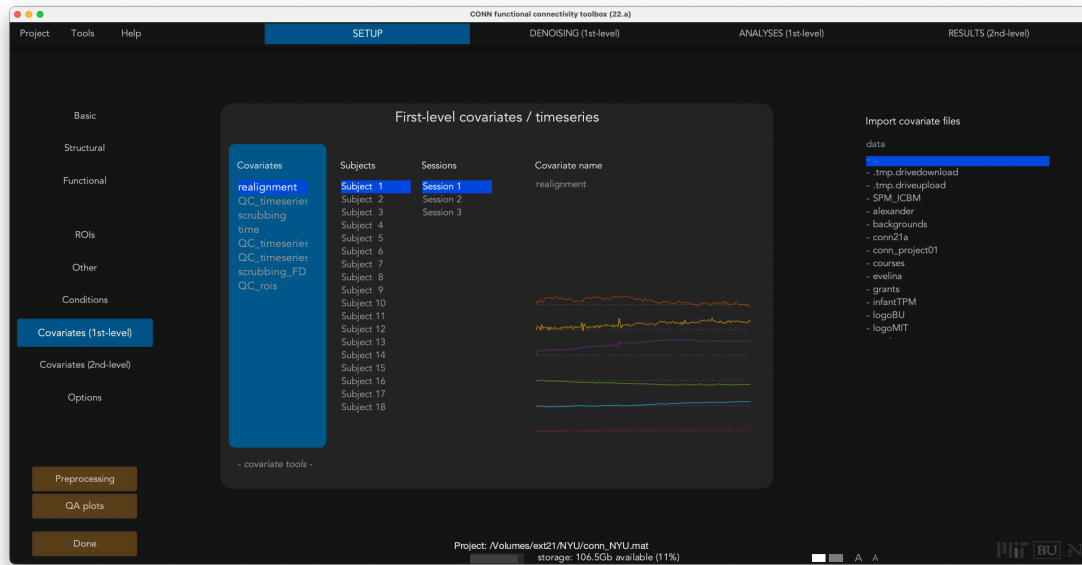 CONN functional connectivity toolbox (22.a)
Project Tools Help SETUP DENOISING (1st-level) ANALYSES (1st-level) RESULTS (2nd-level)
Basic
Structural
Functional
ROIs
Other
Conditions
Covariates (1st-level)
Covariates (2nd-level)
Options
Preprocessing
QA plots
Done
First-level covariates / timeseries
Covariates
realignment
QC_timeseries
scrubbing
time
QC_timeseries
QC_timeseries
scrubbing_FD
QC_rois
- covariate tools -
Subjects
Subject 1
Subject 2
Subject 3
Subject 4
Subject 5
Subject 6
Subject 7
Subject 8
Subject 9
Subject 10
Subject 11
Subject 12
Subject 13
Subject 14
Subject 15
Subject 16
Subject 17
Subject 18
Sessions
Session 1
Session 2
Session 3
Covariate name
realignment
Import covariate files
data
- ..
- .tmp.drivedownload
- .tmp.driveupload
- SPM_ICBM
- alexander
- backgrounds
- conn21a
- conn_project01
- courses
- evelina
- grants
- infantTPM
- logoBU
- logoMIT
Project: /Volumes/ext21/NYU/conn_NYU.mat
storage: 106.5Gb available (11%)
A A
BU